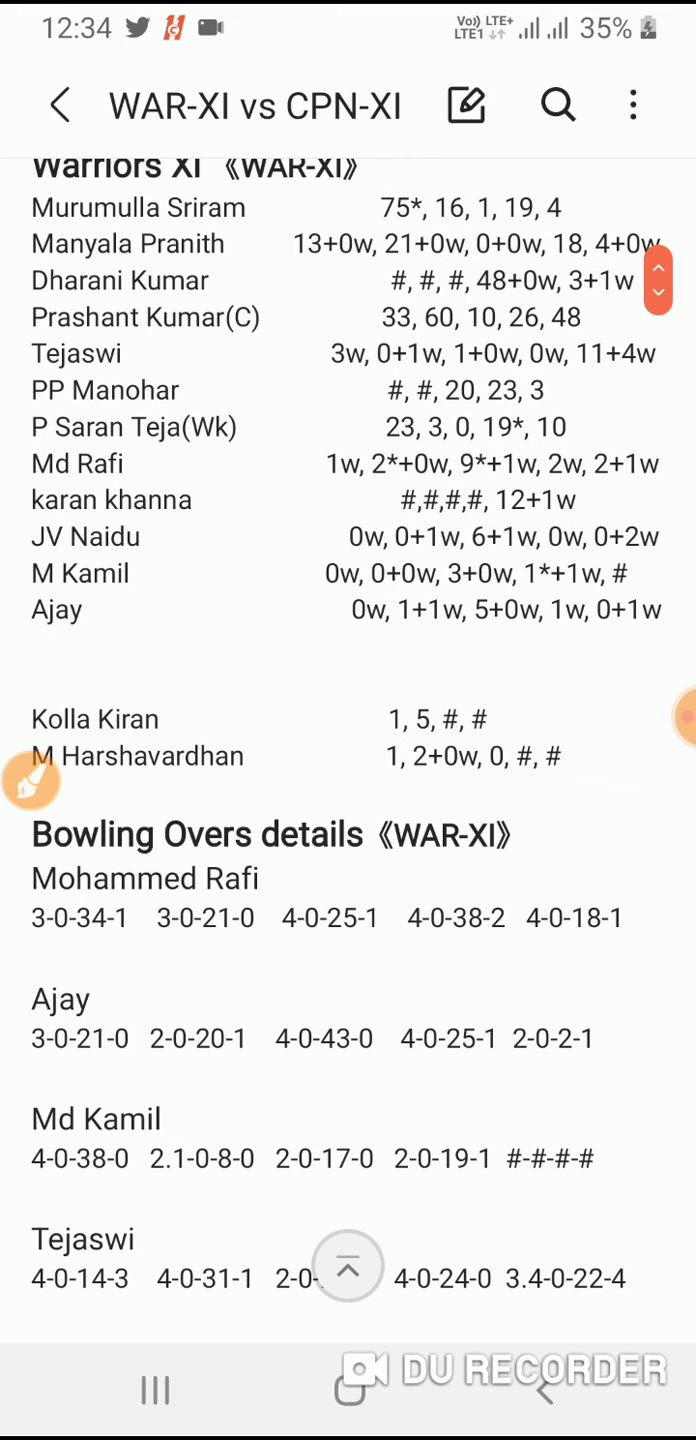 12:34 Vo)) LTE+ LTE1 35%
WAR-XI vs CPN-XI
Warriors XI 《WAR-XI》
Murumulla Sriram 75*, 16, 1, 19, 4
Manyala Pranith 13+0w, 21+0w, 0+0w, 18, 4+0w
Dharani Kumar #, #, #, 48+0w, 3+1w
Prashant Kumar(C) 33, 60, 10, 26, 48
Tejaswi 3w, 0+1w, 1+0w, 0w, 11+4w
PP Manohar #, #, 20, 23, 3
P Saran Teja(Wk) 23, 3, 0, 19*, 10
Md Rafi 1w, 2*+0w, 9*+1w, 2w, 2+1w
karan khanna #,#,#,#, 12+1w
JV Naidu 0w, 0+1w, 6+1w, 0w, 0+2w
M Kamil 0w, 0+0w, 3+0w, 1*+1w, #
Ajay 0w, 1+1w, 5+0w, 1w, 0+1w
Kolla Kiran 1, 5, #, #
M Harshavardhan 1, 2+0w, 0, #, #
Bowling Overs details 《WAR-XI》
Mohammed Rafi
3-0-34-1 3-0-21-0 4-0-25-1 4-0-38-2 4-0-18-1
Ajay
3-0-21-0 2-0-20-1 4-0-43-0 4-0-25-1 2-0-2-1
Md Kamil
4-0-38-0 2.1-0-8-0 2-0-17-0 2-0-19-1 #-#-#-#
Tejaswi
4-0-14-3 4-0-31-1 2-0- 4-0-24-0 3.4-0-22-4
DU RECORDER